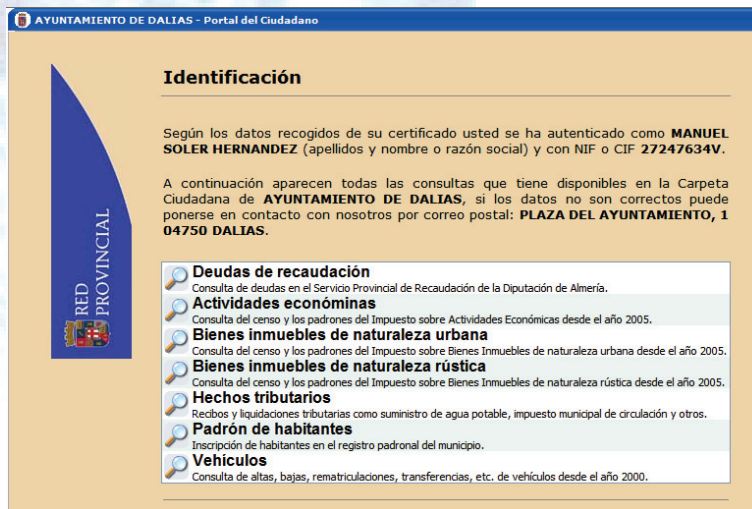 AYUNTAMIENTO DE DALIAS - Portal del Ciudadano
Identificación
Según los datos recogidos de su certificado usted se ha autenticado como MANUEL
SOLER HERNANDEZ (apellidos y nombre o razón social) y con NIF o CIF 27247634V.
A continuación aparecen todas las consultas que tiene disponibles en la Carpeta
Ciudadana de AYUNTAMIENTO DE DALIAS, si los datos no son correctos puede
ponerse en contacto con nosotros por correo postal: PLAZA DEL AYUNTAMIENTO, 1
04750 DALIAS.
RED
PROVINCIAL
Deudas de recaudación
Consulta de deudas en el Servicio Provincial de Recaudación de la Diputación de Almería.
Actividades económinas
Consulta del censo y los padrones del Impuesto sobre Actividades Económicas desde el año 2005.
Bienes inmuebles de naturaleza urbana
Consulta del censo y los padrones del Impuesto sobre Bienes Inmuebles de naturaleza urbana desde el año 2005.
Bienes inmuebles de naturaleza rústica
Consulta del censo y los padrones del Impuesto sobre Bienes Inmuebles de naturaleza rústica desde el año 2005.
Hechos tributarios
Recibos y liquidaciones tributarias como suministro de agua potable, impuesto municipal de circulación y otros.
Padrón de habitantes
Inscripción de habitantes en el registro padronal del municipio.
Vehículos
Consulta de altas, bajas, rematriculaciones, transferencias, etc. de vehículos desde el año 2000.